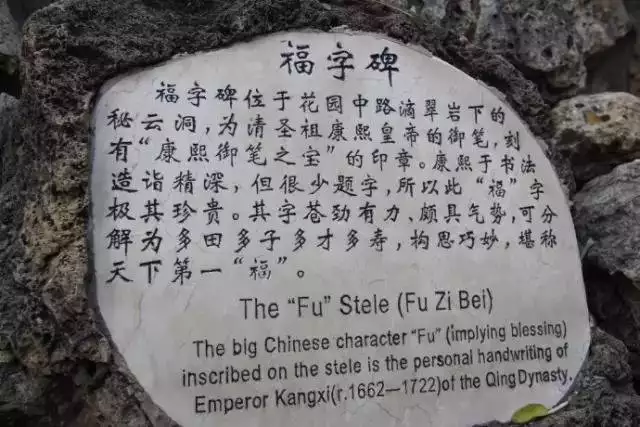 福字碑
福字碑位于花园中路滴翠岩下的
秘云洞,为清圣祖康熙皇帝的御笔,刻
有“康熙御笔之宝”的印章。康熙于书法
造诣精深,但很少题字,所以此“福”字
极其珍贵。其字苍劲有力、颇具气势,可分
解为多田多子多才多寿,构思巧妙,堪称
天下第一“福”。
The “Fu” Stele (Fu Zi Bei)
The big Chinese character “Fu” (implying blessing)
inscribed on the stele is the personal handwriting of
Emperor Kangxi(r.1662—1722)of the Qing Dynasty.